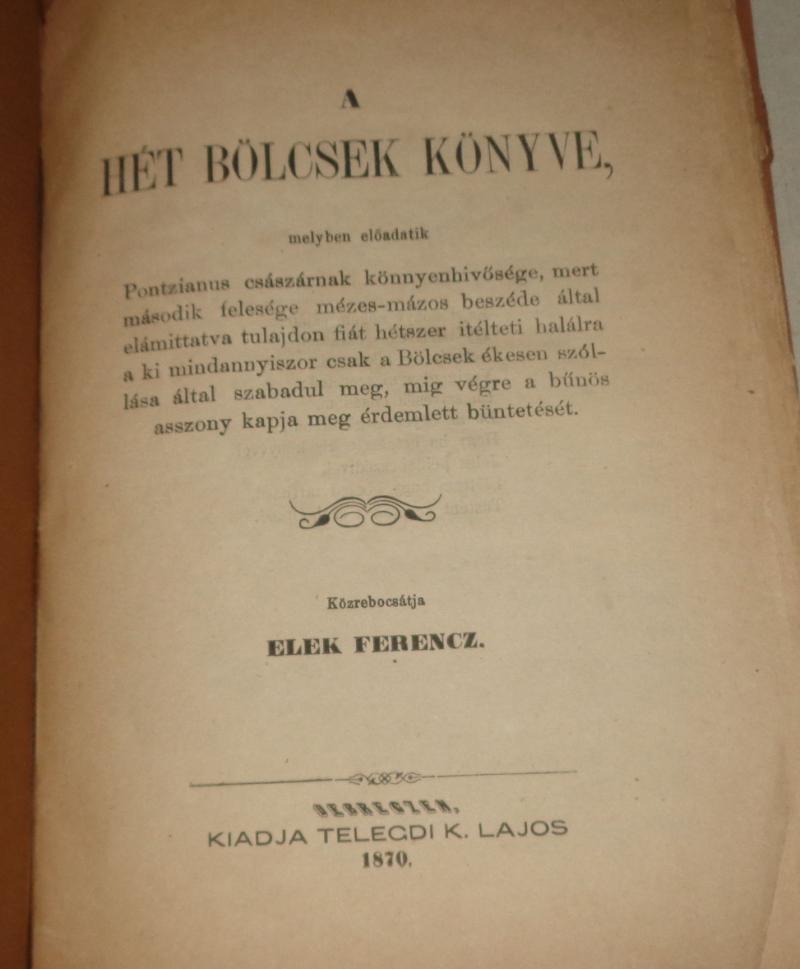 A
HÉT BÖLCSEK KÖNYVE,
melyben előadatik
Pontzianus császárnak könnyenhivősége, mert
második felesége mézes-mázos beszéde által
elámittatva tulajdon fiát hétszer itélteti halálra
a ki mindannyiszor csak a Bölcsek ékesen szól-
lása által szabadul meg, mig végre a bűnös
asszony kapja meg érdemlett büntetését.
Közrebocsátja
ELEK FERENCZ.
KIADJA TELEGDI K. LAJOS
1870.